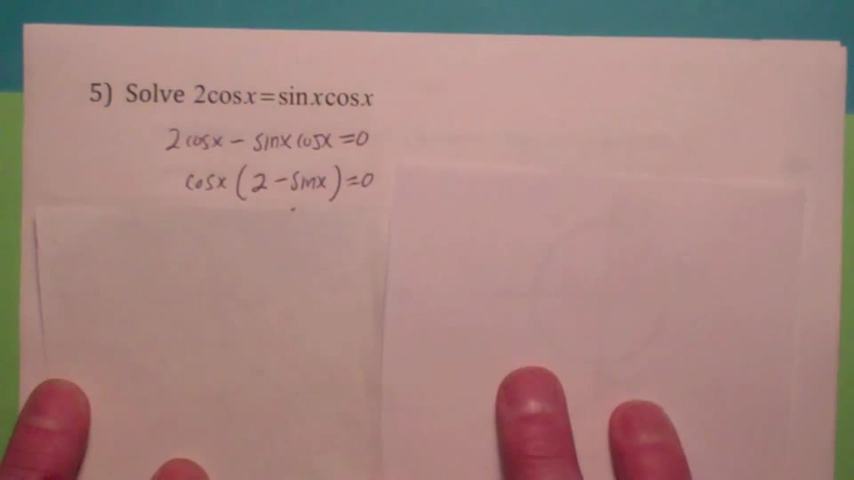 5) Solve 2cosx=sinxcosx
2cosx - sinx cosx =0
cosx (2 - sinx) =0